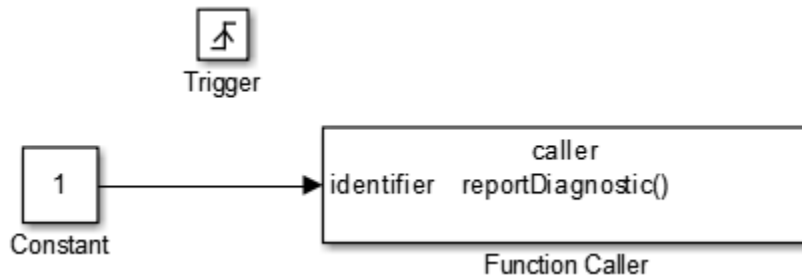 Trigger
caller
1
identifier reportDiagnostic()
Constant
Function Caller